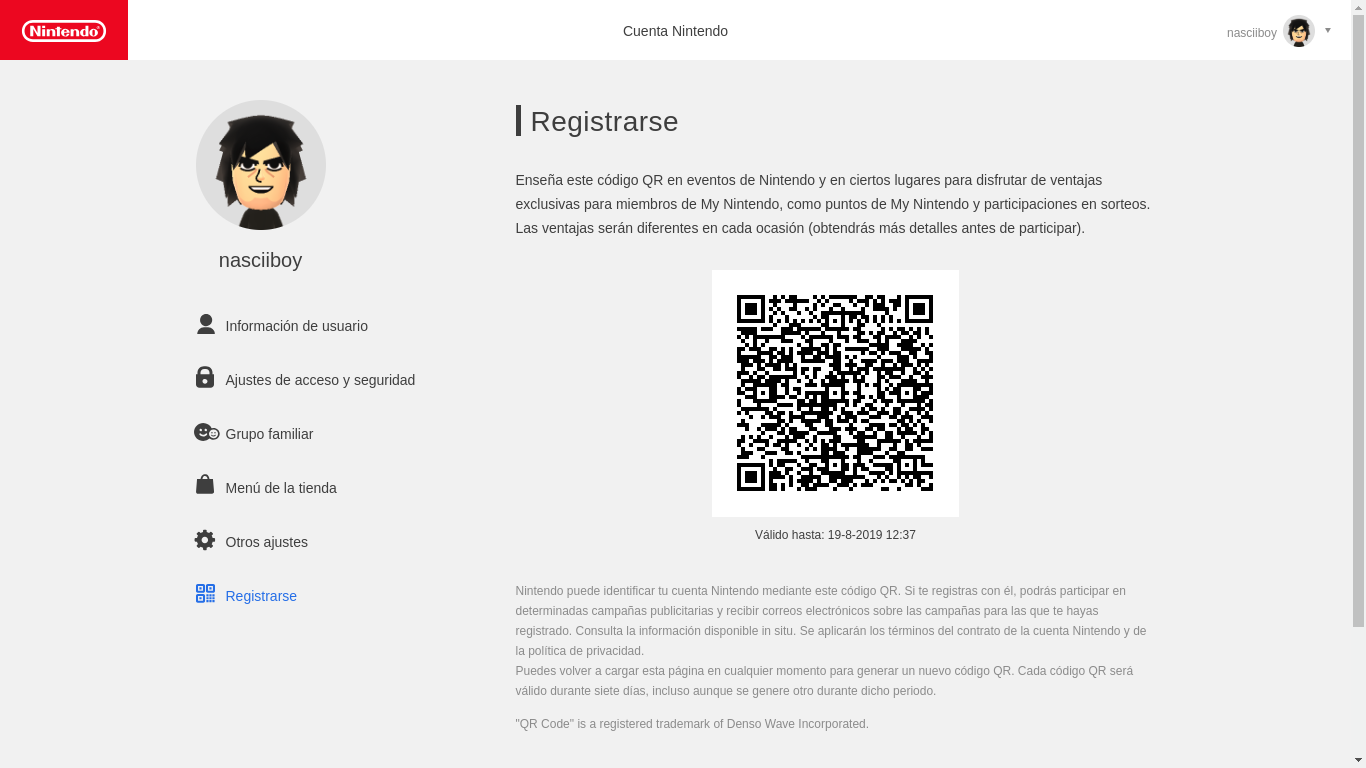 Nintendo
Cuenta Nintendo
nasciiboy
nasciiboy
Información de usuario
Ajustes de acceso y seguridad
Grupo familiar
Menú de la tienda
Otros ajustes
Registrarse
Registrarse
Enseña este código QR en eventos de Nintendo y en ciertos lugares para disfrutar de ventajas
exclusivas para miembros de My Nintendo, como puntos de My Nintendo y participaciones en sorteos.
Las ventajas serán diferentes en cada ocasión (obtendrás más detalles antes de participar).
Válido hasta: 19-8-2019 12:37
Nintendo puede identificar tu cuenta Nintendo mediante este código QR. Si te registras con él, podrás participar en
determinadas campañas publicitarias y recibir correos electrónicos sobre las campañas para las que te hayas
registrado. Consulta la información disponible in situ. Se aplicarán los términos del contrato de la cuenta Nintendo y de
la política de privacidad.
Puedes volver a cargar esta página en cualquier momento para generar un nuevo código QR. Cada código QR será
válido durante siete días, incluso aunque se genere otro durante dicho periodo.
"QR Code" is a registered trademark of Denso Wave Incorporated.